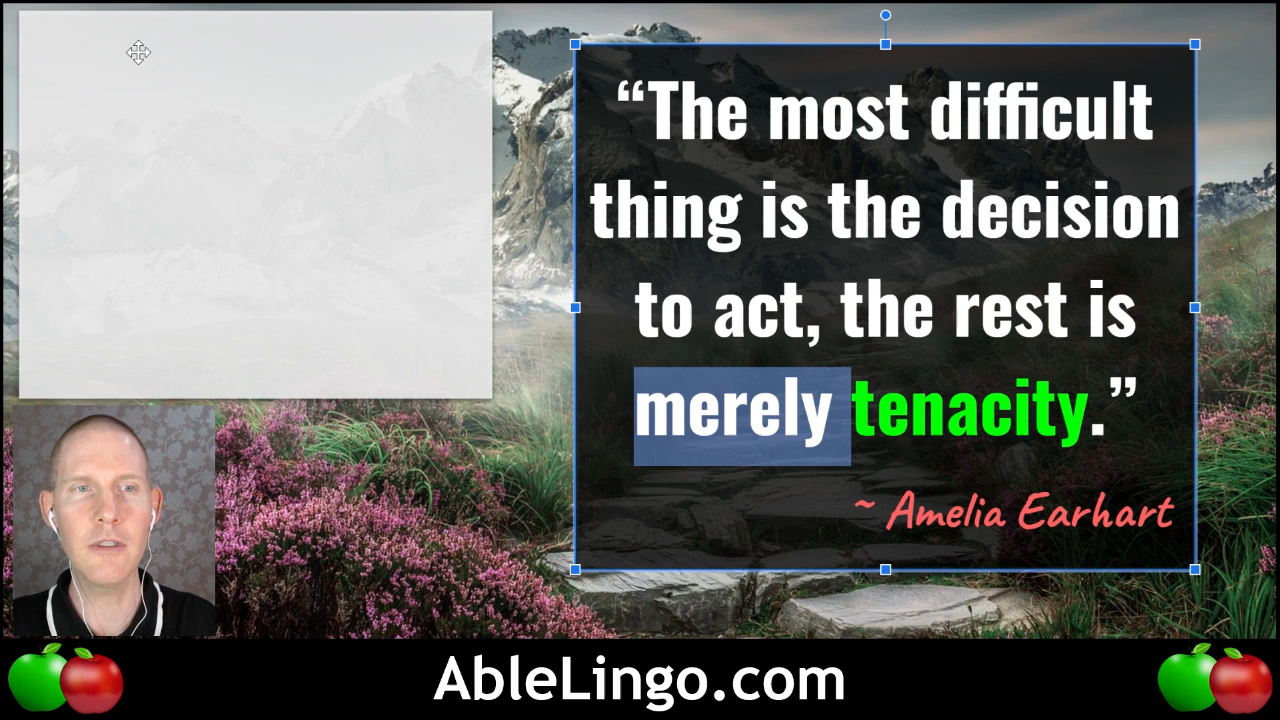 “The most difficult
thing is the decision
to act, the rest is
merely tenacity.”
~ Amelia Earhart
AbleLingo.com